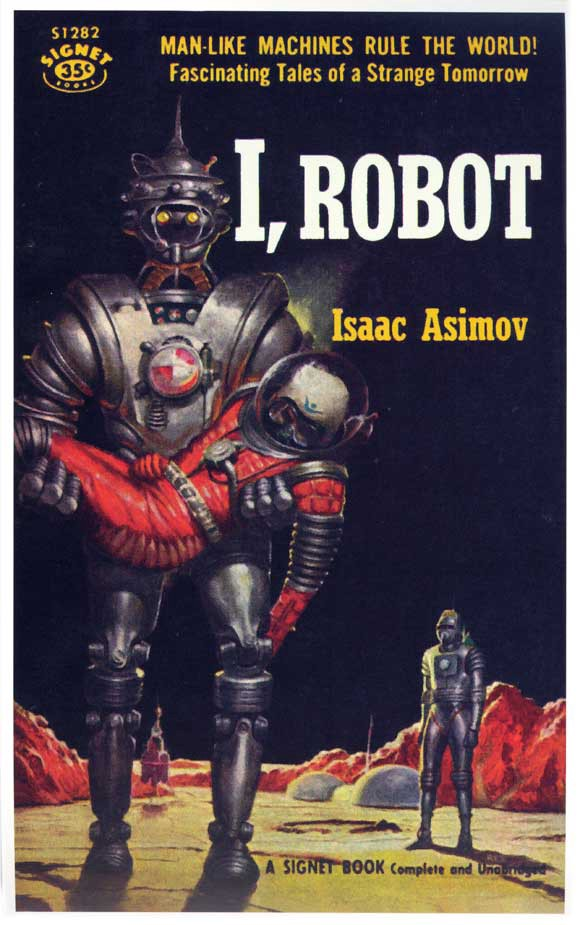 S1282
SIGNET
35¢
BOOKS
MAN-LIKE MACHINES RULE THE WORLD!
Fascinating Tales of a Strange Tomorrow
I, ROBOT
Isaac Asimov
A SIGNET BOOK Complete and Unabridged